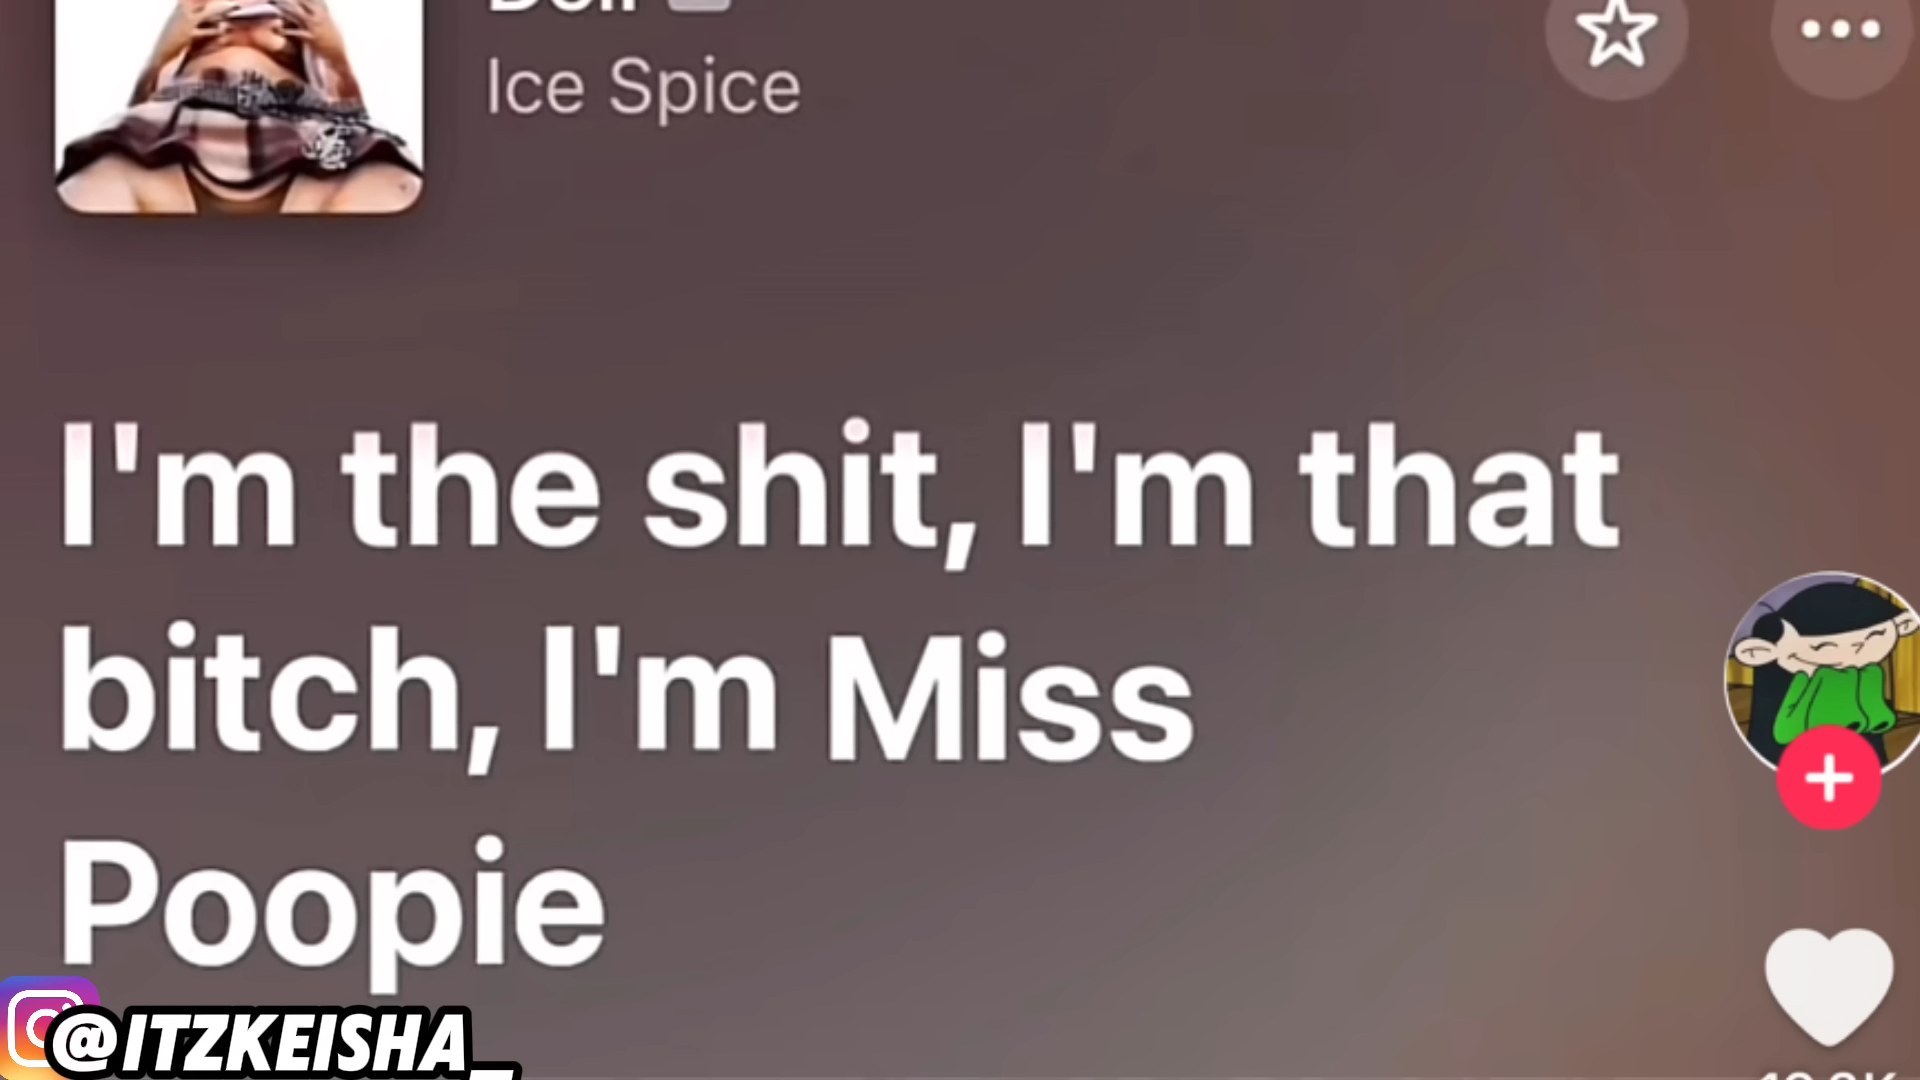 Ice Spice
I'm the shit, I'm that
bitch, I'm Miss
Poopie
@ITZKEISHA_